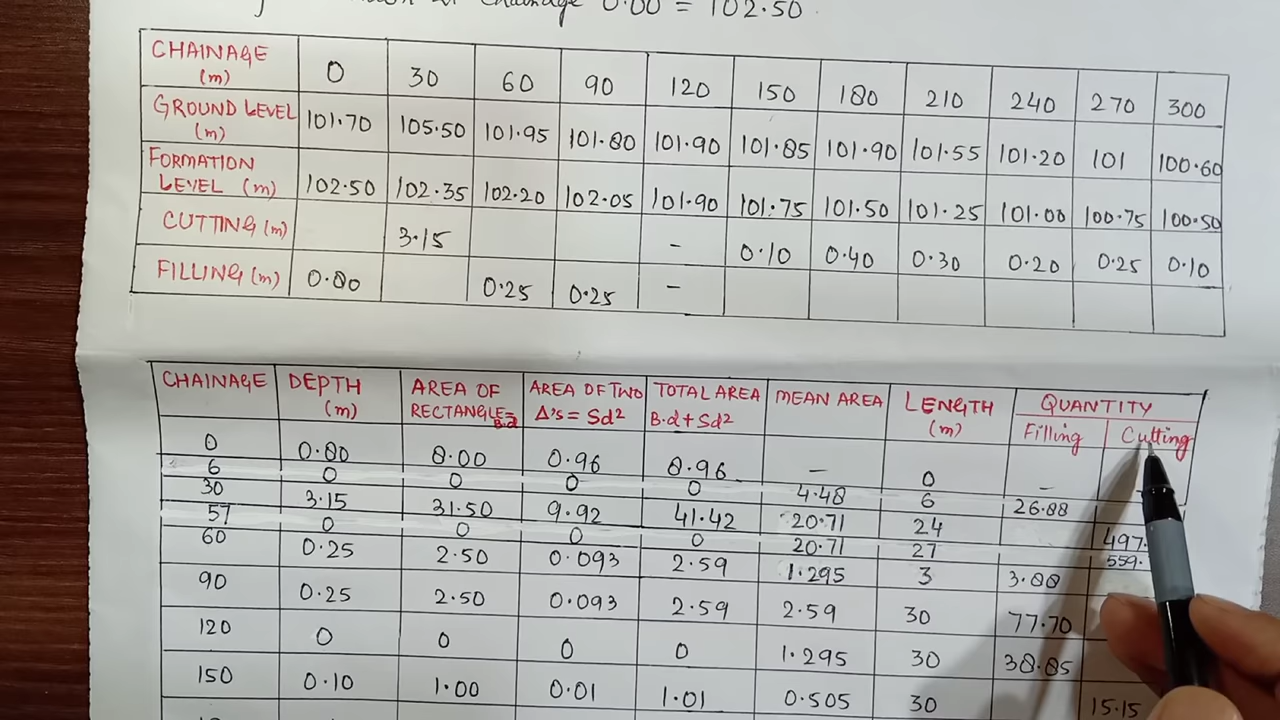 Chainage 0.00 = 102.50
CHAINAGE (m) 0 30 60 90 120 150 180 210 240 270 300
GROUND LEVEL (m) 101.70 105.50 101.95 101.80 101.90 101.85 101.90 101.55 101.20 101 100.60
FORMATION LEVEL (m) 102.50 102.35 102.20 102.05 101.90 101.75 101.50 101.25 101.00 100.75 100.50
CUTTING (m) 3.15 - 0.10 0.40 0.30 0.20 0.25 0.10
FILLING (m) 0.80 0.25 0.25 -
CHAINAGE DEPTH (m) AREA OF RECTANGLE = B.d AREA OF TWO Δ'S = Sd² TOTAL AREA B.d + Sd² MEAN AREA LENGTH (m) QUANTITY
Filling Cutting
0 0.80 8.00 0.96 8.96 - 0 -
6 0 0 0 0 4.48 6 26.88
30 3.15 31.50 9.92 41.42 20.71 24 497.
57 0 0 0 0 20.71 27 559.
60 0.25 2.50 0.093 2.59 1.295 3 3.88
90 0.25 2.50 0.093 2.59 2.59 30 77.70
120 0 0 0 0 1.295 30 38.85
150 0.10 1.00 0.01 1.01 0.505 30 15.15